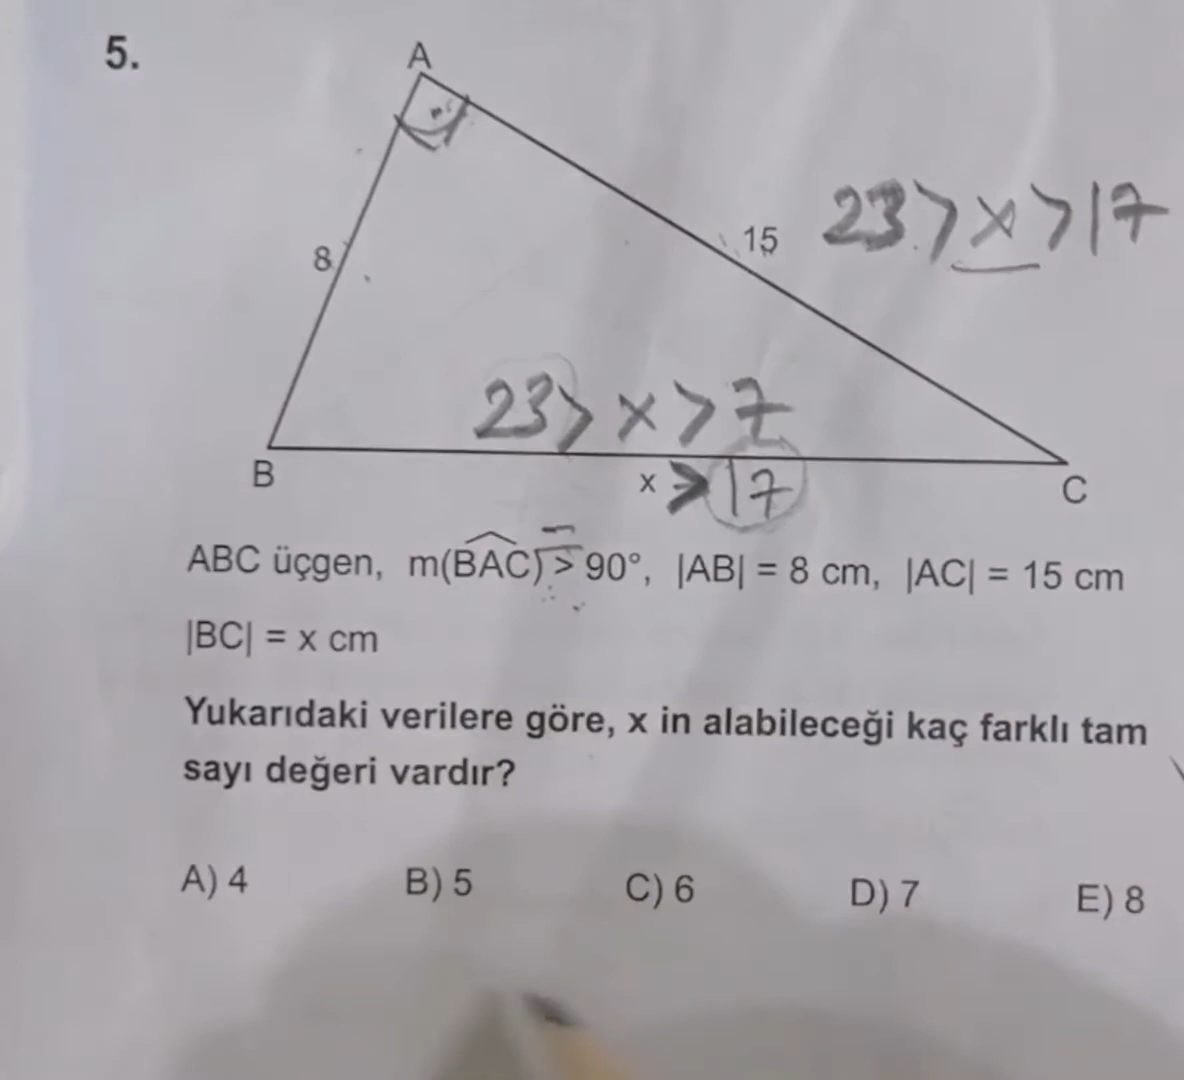 5.
A
15
23 > x > 17
8
23 > x > 7
B
x > 17
C
ABC üçgen, m(BAC) > 90°, |AB| = 8 cm, |AC| = 15 cm
|BC| = x cm
Yukarıdaki verilere göre, x in alabileceği kaç farklı tam
sayı değeri vardır?
A) 4 B) 5 C) 6 D) 7 E) 8